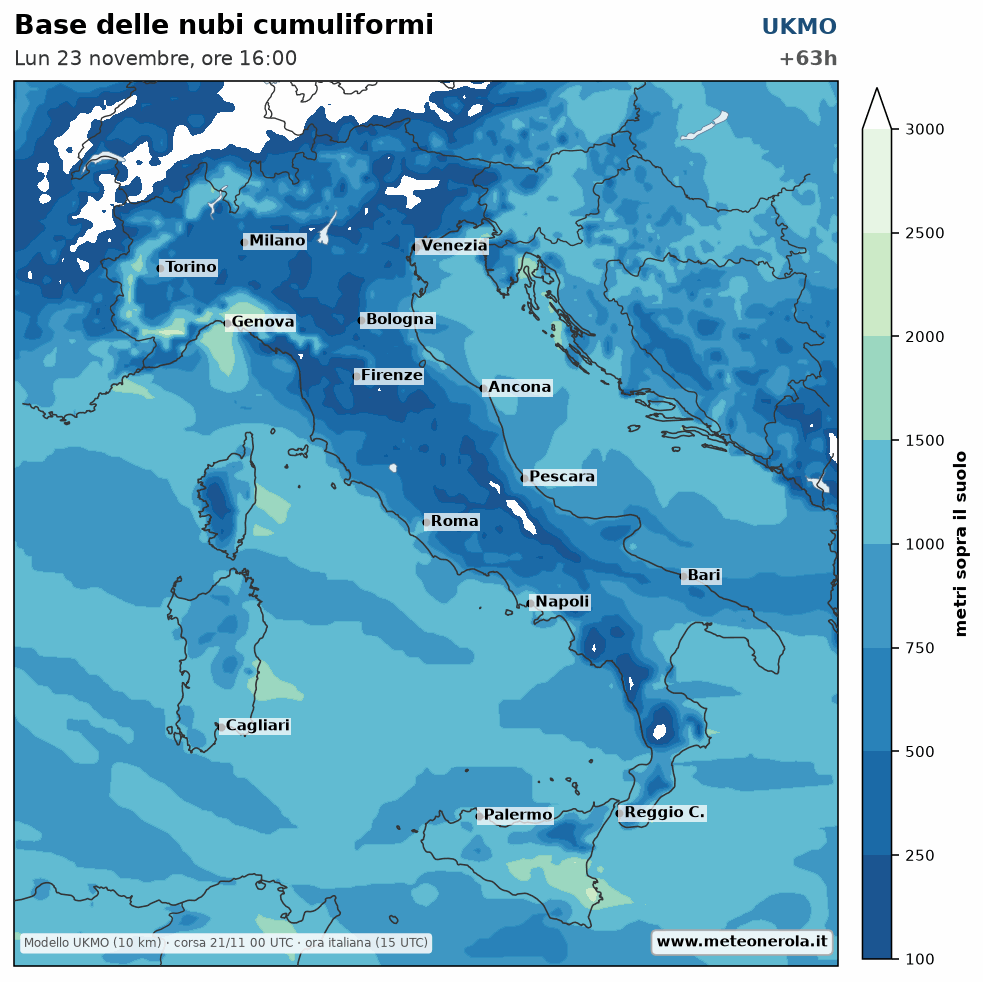 Base delle nubi cumuliformi
UKMO
Lun 23 novembre, ore 16:00
+63h
Milano
Venezia
Torino
Genova
Bologna
Firenze
Ancona
Pescara
Roma
Bari
Napoli
Cagliari
Palermo
Reggio C.
3000
2500
2000
1500
1000
750
500
250
100
metri sopra il suolo
Modello UKMO (10 km) · corsa 21/11 00 UTC · ora italiana (15 UTC)
www.meteonerola.it